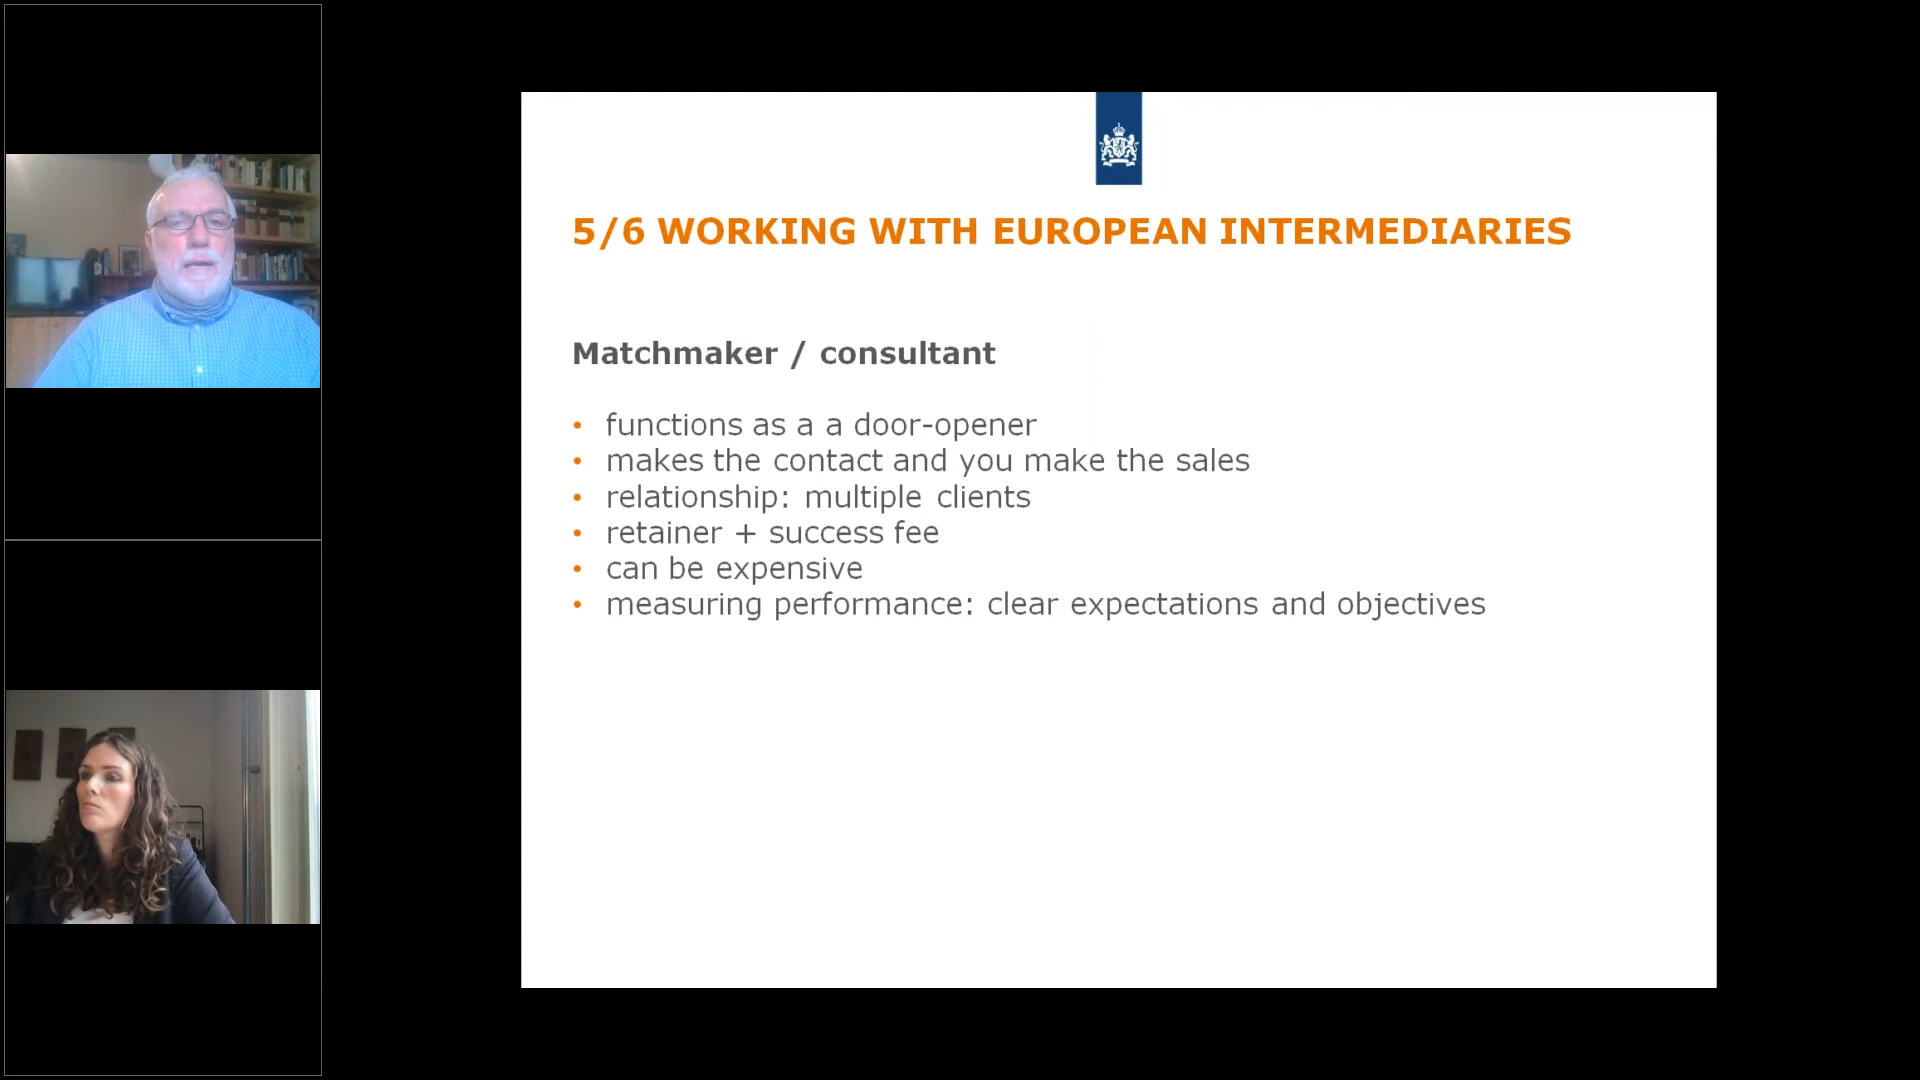 5/6 WORKING WITH EUROPEAN INTERMEDIARIES
Matchmaker / consultant
• functions as a a door-opener
• makes the contact and you make the sales
• relationship: multiple clients
• retainer + success fee
• can be expensive
• measuring performance: clear expectations and objectives